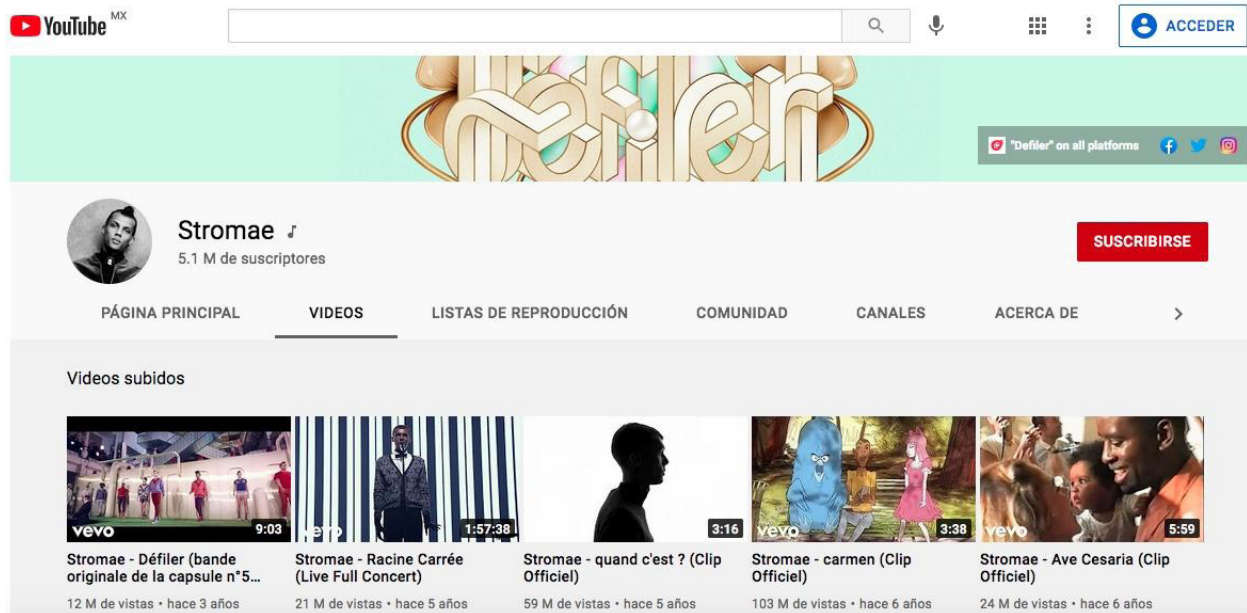 YouTube MX
ACCEDER
Défiler
"Defiler" on all platforms
Stromae
5.1 M de suscriptores
SUSCRIBIRSE
PÁGINA PRINCIPAL VIDEOS LISTAS DE REPRODUCCIÓN COMUNIDAD CANALES ACERCA DE
Videos subidos
vevo 9:03
vevo 1:57:38
3:16
vevo 3:38
vevo 5:59
Stromae - Défiler (bande
originale de la capsule n°5...
12 M de vistas • hace 3 años
Stromae - Racine Carrée
(Live Full Concert)
21 M de vistas • hace 5 años
Stromae - quand c'est ? (Clip
Officiel)
59 M de vistas • hace 5 años
Stromae - carmen (Clip
Officiel)
103 M de vistas • hace 6 años
Stromae - Ave Cesaria (Clip
Officiel)
24 M de vistas • hace 6 años